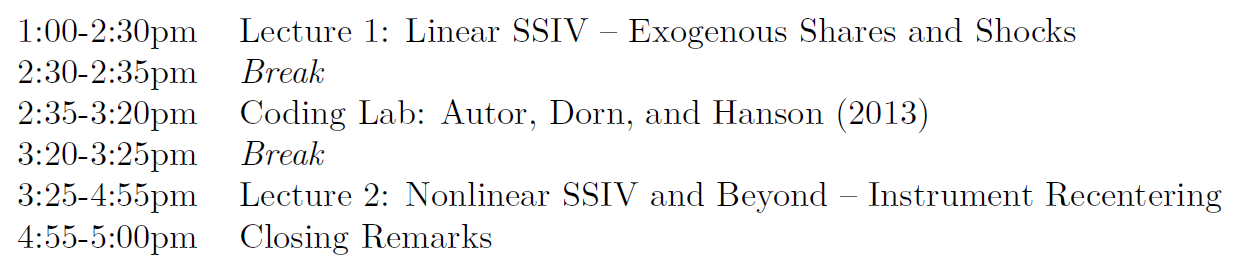 1:00-2:30pm Lecture 1: Linear SSIV – Exogenous Shares and Shocks
2:30-2:35pm Break
2:35-3:20pm Coding Lab: Autor, Dorn, and Hanson (2013)
3:20-3:25pm Break
3:25-4:55pm Lecture 2: Nonlinear SSIV and Beyond – Instrument Recentering
4:55-5:00pm Closing Remarks